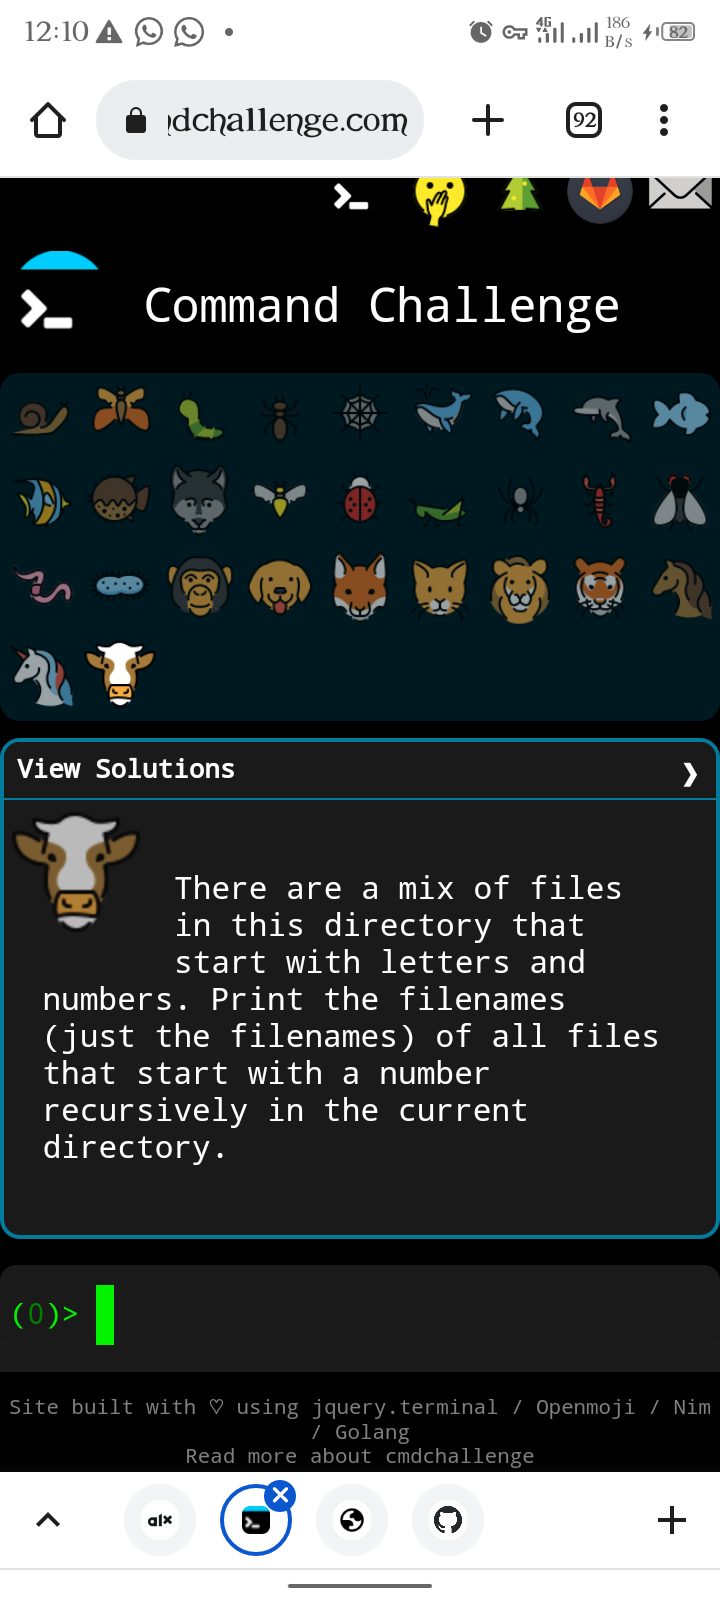 12:10
4G
186
B/s
82
dchallenge.com
92
Command Challenge
View Solutions
There are a mix of files
in this directory that
start with letters and
numbers. Print the filenames
(just the filenames) of all files
that start with a number
recursively in the current
directory.
(0)>
Site built with ♡ using jquery.terminal / Openmoji / Nim
/ Golang
Read more about cmdchallenge
alx